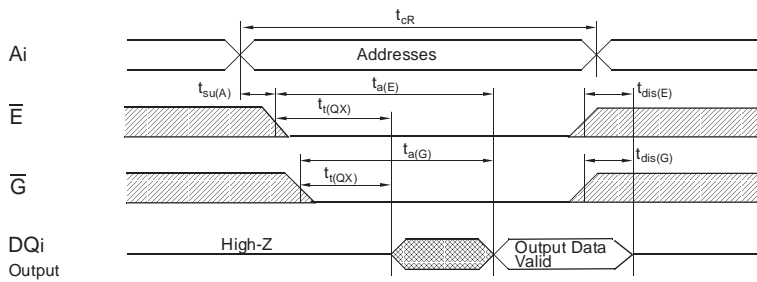 tcR
Ai
Addresses
tsu(A)
ta(E)
tdis(E)
E
tt(QX)
ta(G)
tdis(G)
G
tt(QX)
DQi
Output
High-Z
Output Data
Valid